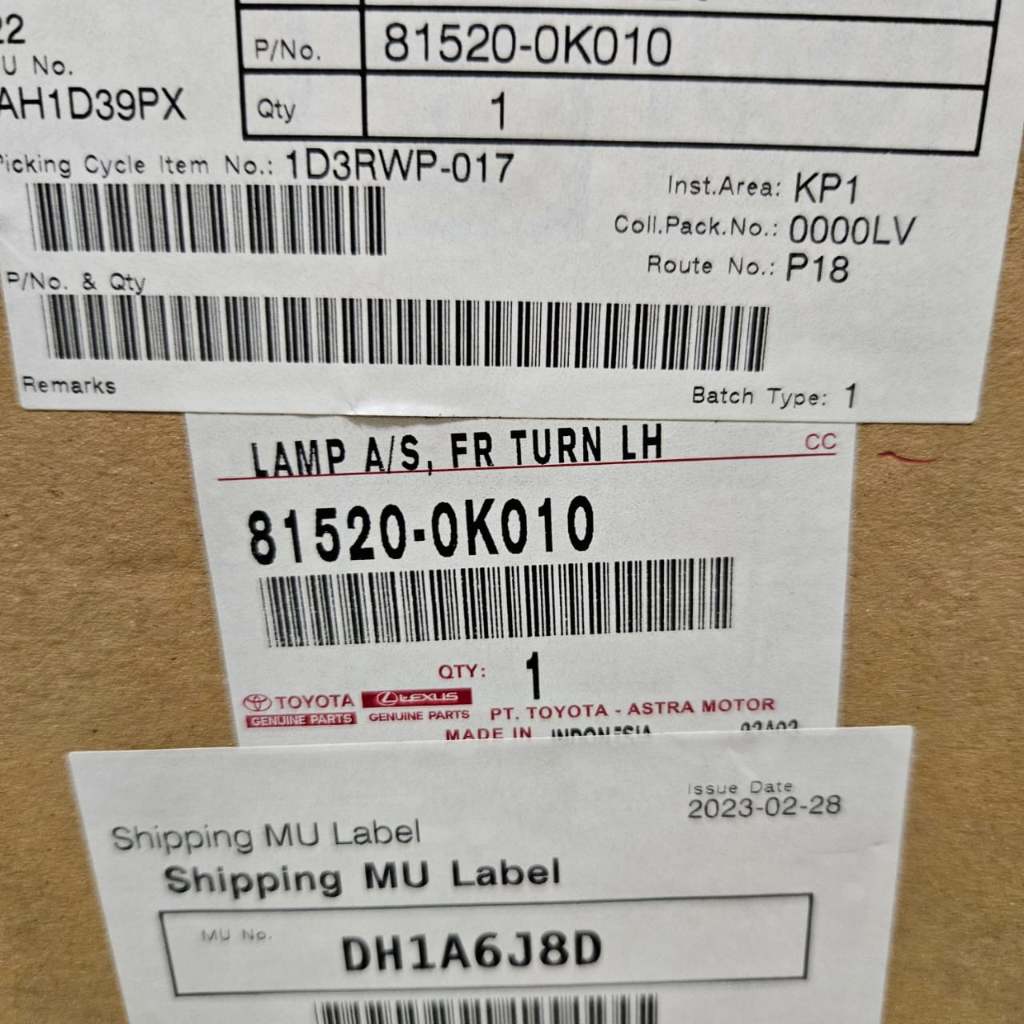 22
P/No. 81520-0K010
U No.
AH1D39PX
Qty 1
Picking Cycle Item No.: 1D3RWP-017
Inst.Area: KP1
Coll.Pack.No.: 0000LV
Route No.: P18
P/No. & Qty
Remarks
Batch Type: 1
LAMP A/S, FR TURN LH CC
81520-0K010
QTY: 1
TOYOTA LEXUS
GENUINE PARTS GENUINE PARTS PT. TOYOTA - ASTRA MOTOR
MADE IN INDONESIA
Issue Date
2023-02-28
Shipping MU Label
Shipping MU Label
MU No. DH1A6J8D